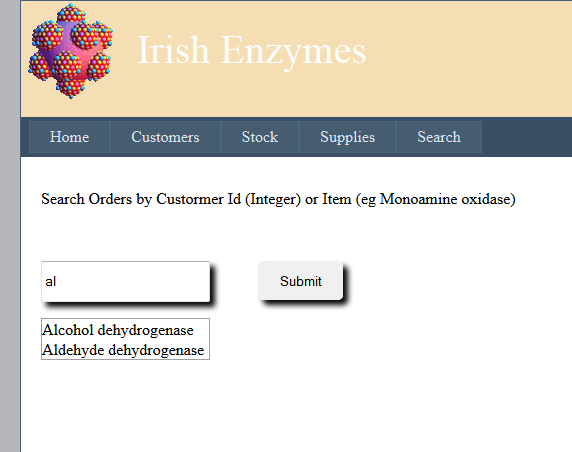 Irish Enzymes
Home Customers Stock Supplies Search
Search Orders by Custormer Id (Integer) or Item (eg Monoamine oxidase)
al Submit
Alcohol dehydrogenase
Aldehyde dehydrogenase